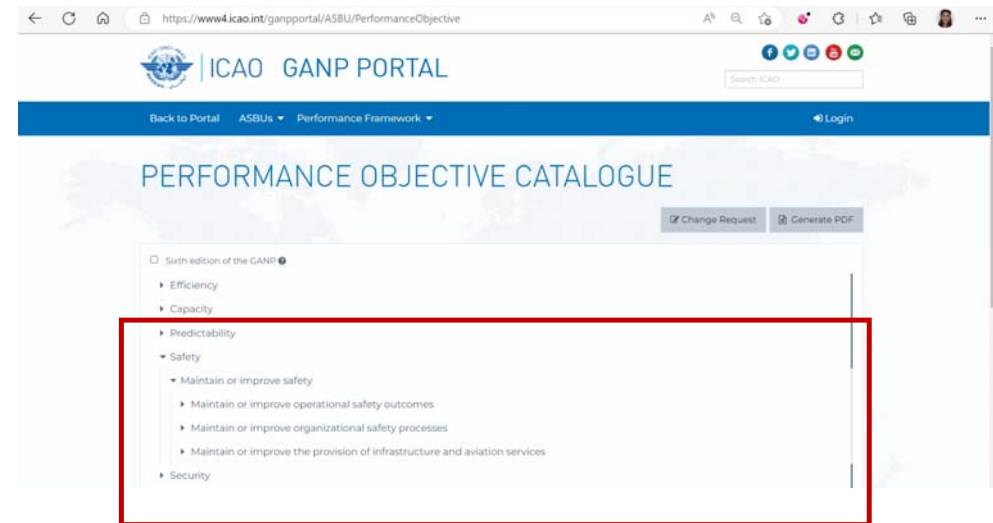 https://www4.icao.int/ganpportal/ASBU/PerformanceObjective
ICAO GANP PORTAL
Search ICAO
Back to Portal ASBUs Performance Framework Login
PERFORMANCE OBJECTIVE CATALOGUE
Change Request Generate PDF
Sixth edition of the GANP
Efficiency
Capacity
Predictability
Safety
Maintain or improve safety
Maintain or improve operational safety outcomes
Maintain or improve organizational safety processes
Maintain or improve the provision of infrastructure and aviation services
Security